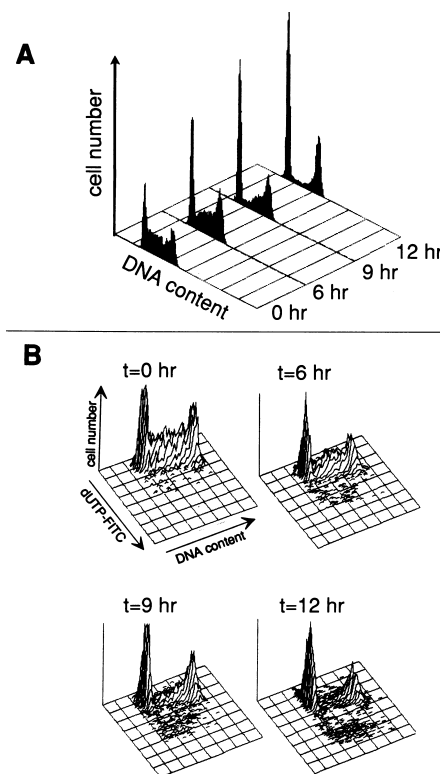 A
cell number
DNA content
0 hr
6 hr
9 hr
12 hr
B
t=0 hr
t=6 hr
cell number
dUTP-FITC
DNA content
t=9 hr
t=12 hr